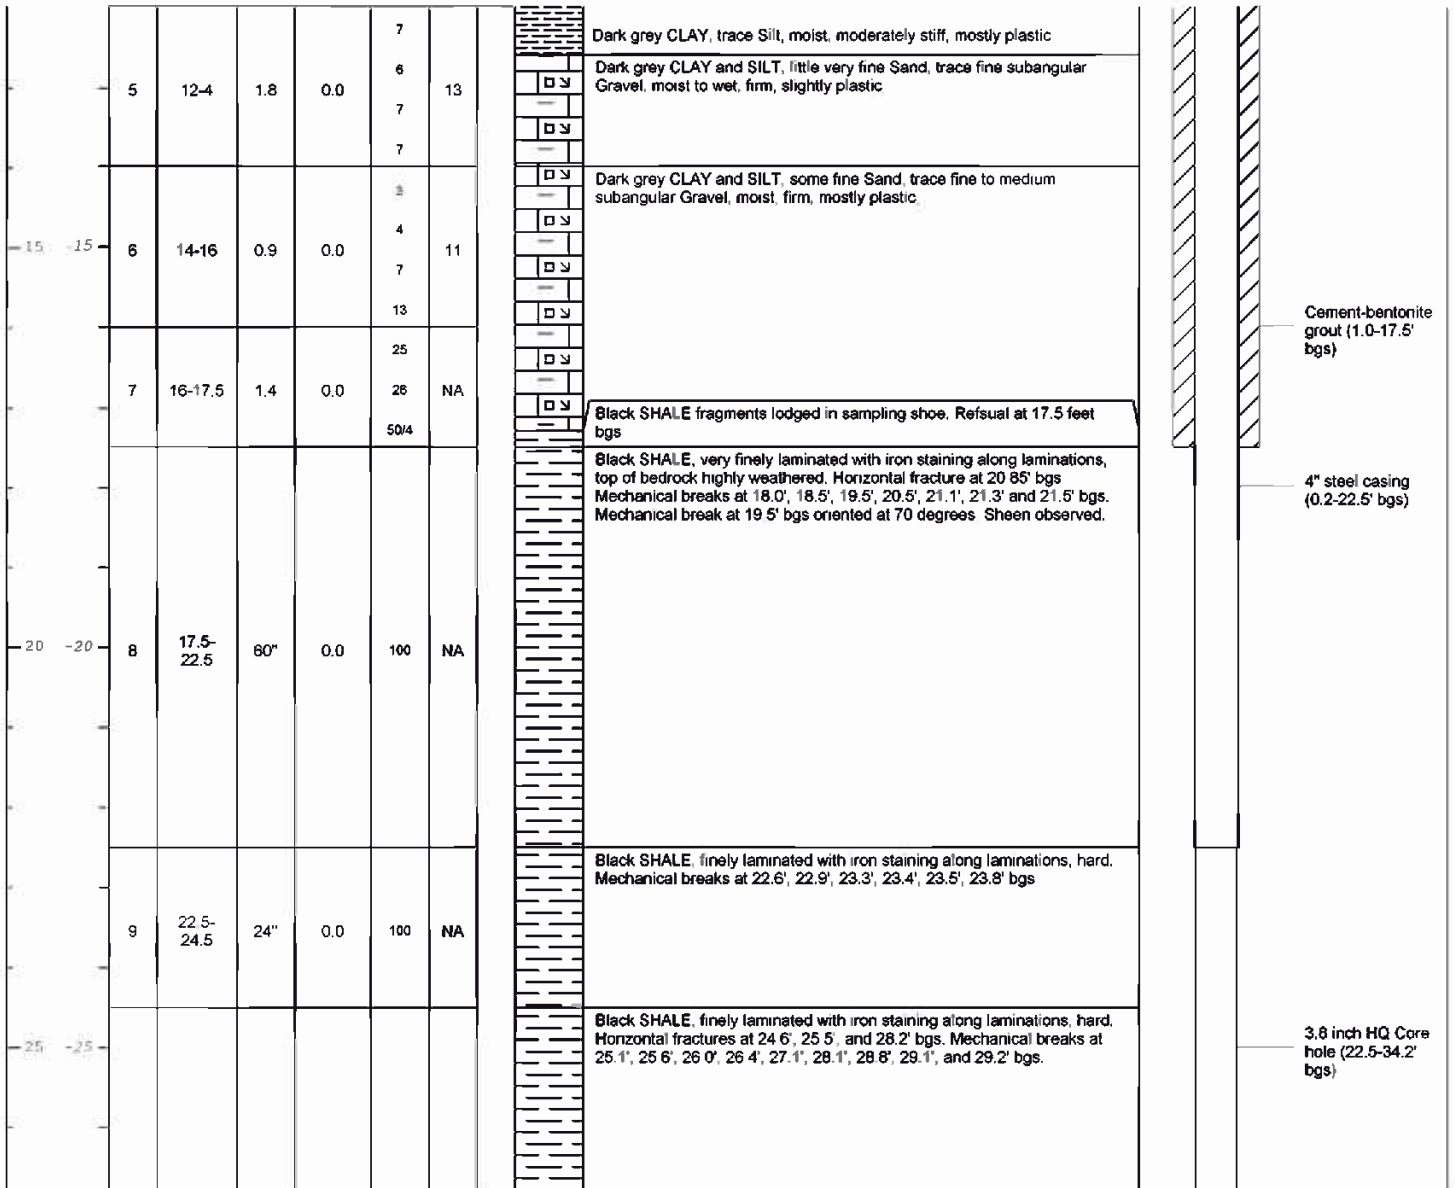 7
Dark grey CLAY, trace Silt, moist, moderately stiff, mostly plastic
5 12-4 1.8 0.0 13
6
7
7
Dark grey CLAY and SILT, little very fine Sand, trace fine subangular
Gravel, moist to wet, firm, slightly plastic
-15 -15
6 14-16 0.9 0.0 11
3
4
7
13
Dark grey CLAY and SILT, some fine Sand, trace fine to medium
subangular Gravel, moist, firm, mostly plastic
Cement-bentonite
grout (1.0-17.5'
bgs)
7 16-17.5 1.4 0.0 NA
25
26
50/4
Black SHALE fragments lodged in sampling shoe. Refsual at 17.5 feet
bgs
Black SHALE, very finely laminated with iron staining along laminations,
top of bedrock highly weathered. Horizontal fracture at 20 85' bgs
Mechanical breaks at 18.0', 18.5', 19.5', 20.5', 21.1', 21.3' and 21.5' bgs.
Mechanical break at 19 5' bgs oriented at 70 degrees Sheen observed.
4" steel casing
(0.2-22.5' bgs)
-20 -20
8 17.5-
22.5 60" 0.0 100 NA
Black SHALE, finely laminated with iron staining along laminations, hard.
Mechanical breaks at 22.6', 22.9', 23.3', 23.4', 23.5', 23.8' bgs
9 22 5-
24.5 24" 0.0 100 NA
Black SHALE, finely laminated with iron staining along laminations, hard.
Horizontal fractures at 24 6', 25 5', and 28.2' bgs. Mechanical breaks at
25.1', 25 6', 26 0', 26 4', 27.1', 28.1', 28 8', 29.1', and 29.2' bgs.
-25 -25
3.8 inch HQ Core
hole (22.5-34.2'
bgs)